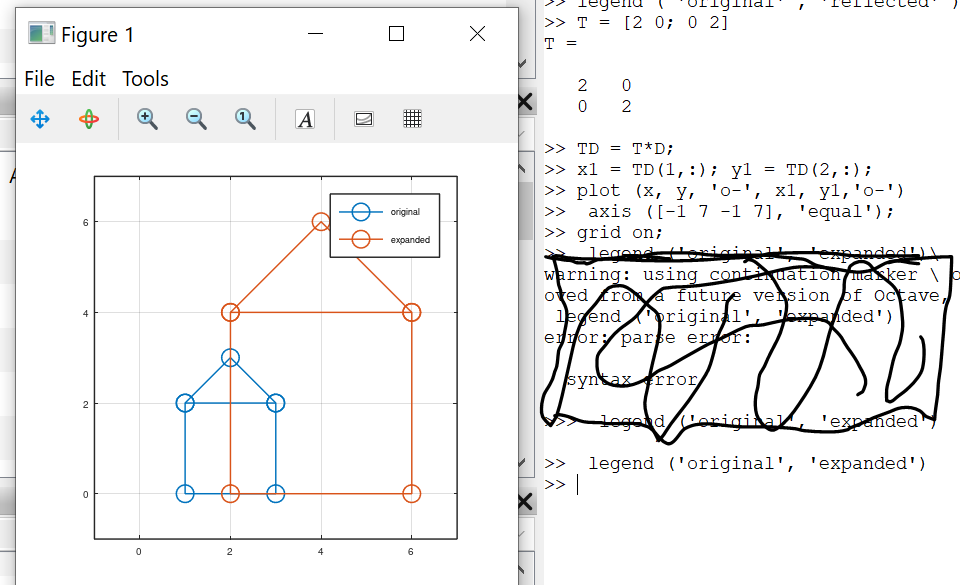 Figure 1
File Edit Tools
A
original
expanded
6
4
2
0
0 2 4 6
>> legend ( 'original' , 'reflected' )
>> T = [2 0; 0 2]
T =
2 0
0 2
>> TD = T*D;
>> x1 = TD(1,:); y1 = TD(2,:);
>> plot (x, y, 'o-', x1, y1,'o-')
>>  axis ([-1 7 -1 7], 'equal');
>> grid on;
>>  legend ('original', 'expanded')\
warning: using continuation marker \ o
oved from a future version of Octave,
legend ('original', 'expanded')
error: parse error:
syntax error
>>>  legend ('original', 'expanded')
>>  legend ('original', 'expanded')
>>